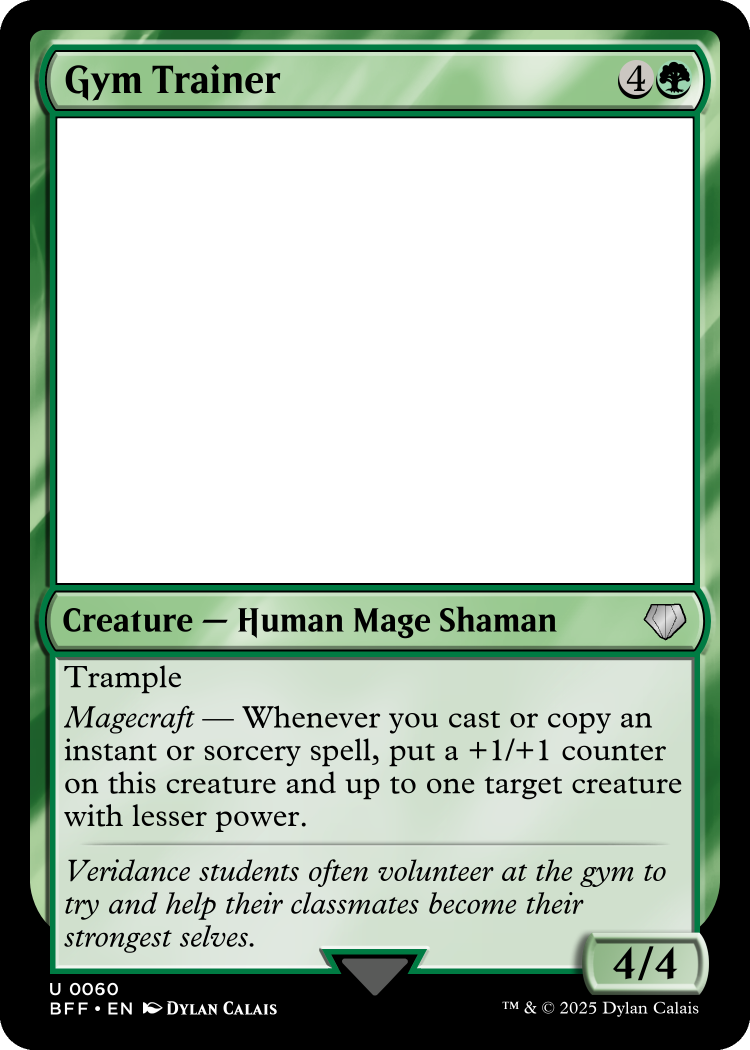 Gym Trainer 4
Creature — Human Mage Shaman
Trample
Magecraft — Whenever you cast or copy an
instant or sorcery spell, put a +1/+1 counter
on this creature and up to one target creature
with lesser power.
Veridance students often volunteer at the gym to
try and help their classmates become their
strongest selves.
4/4
U 0060
BFF • EN Dylan Calais
™ & © 2025 Dylan Calais